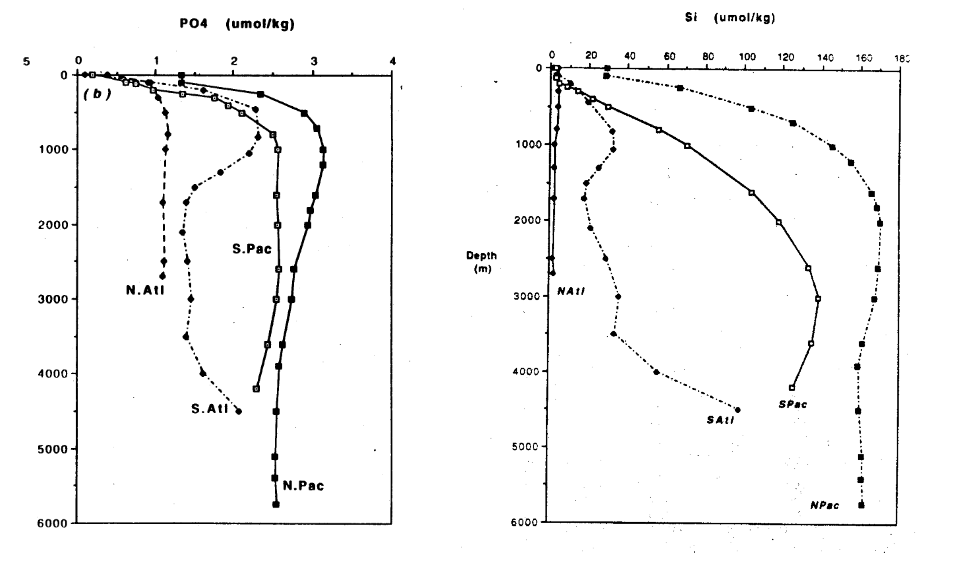 PO4 (umol/kg)
5 0 1 2 3 4
0
(b)
1000
2000
3000
4000
5000
6000
S.Pac
N.Atl
S.Atl
N.Pac
Si (umol/kg)
0 20 40 60 80 100 120 140 160 180
0
1000
2000
Depth
(m)
3000
4000
5000
6000
NAtl
SPac
SAtl
NPac